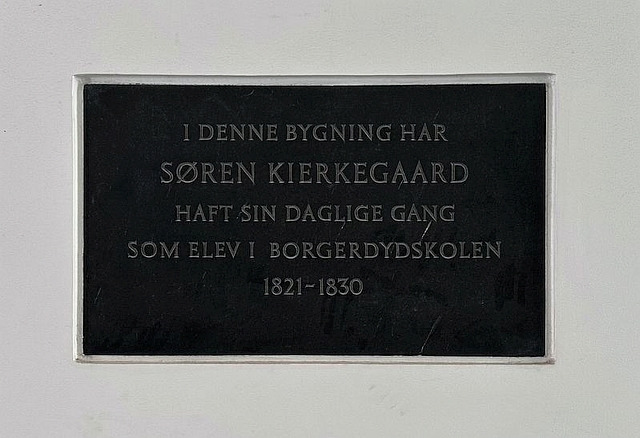 I DENNE BYGNING HAR
SØREN KIERKEGAARD
HAFT SIN DAGLIGE GANG
SOM ELEV I BORGERDYDSKOLEN
1821-1830